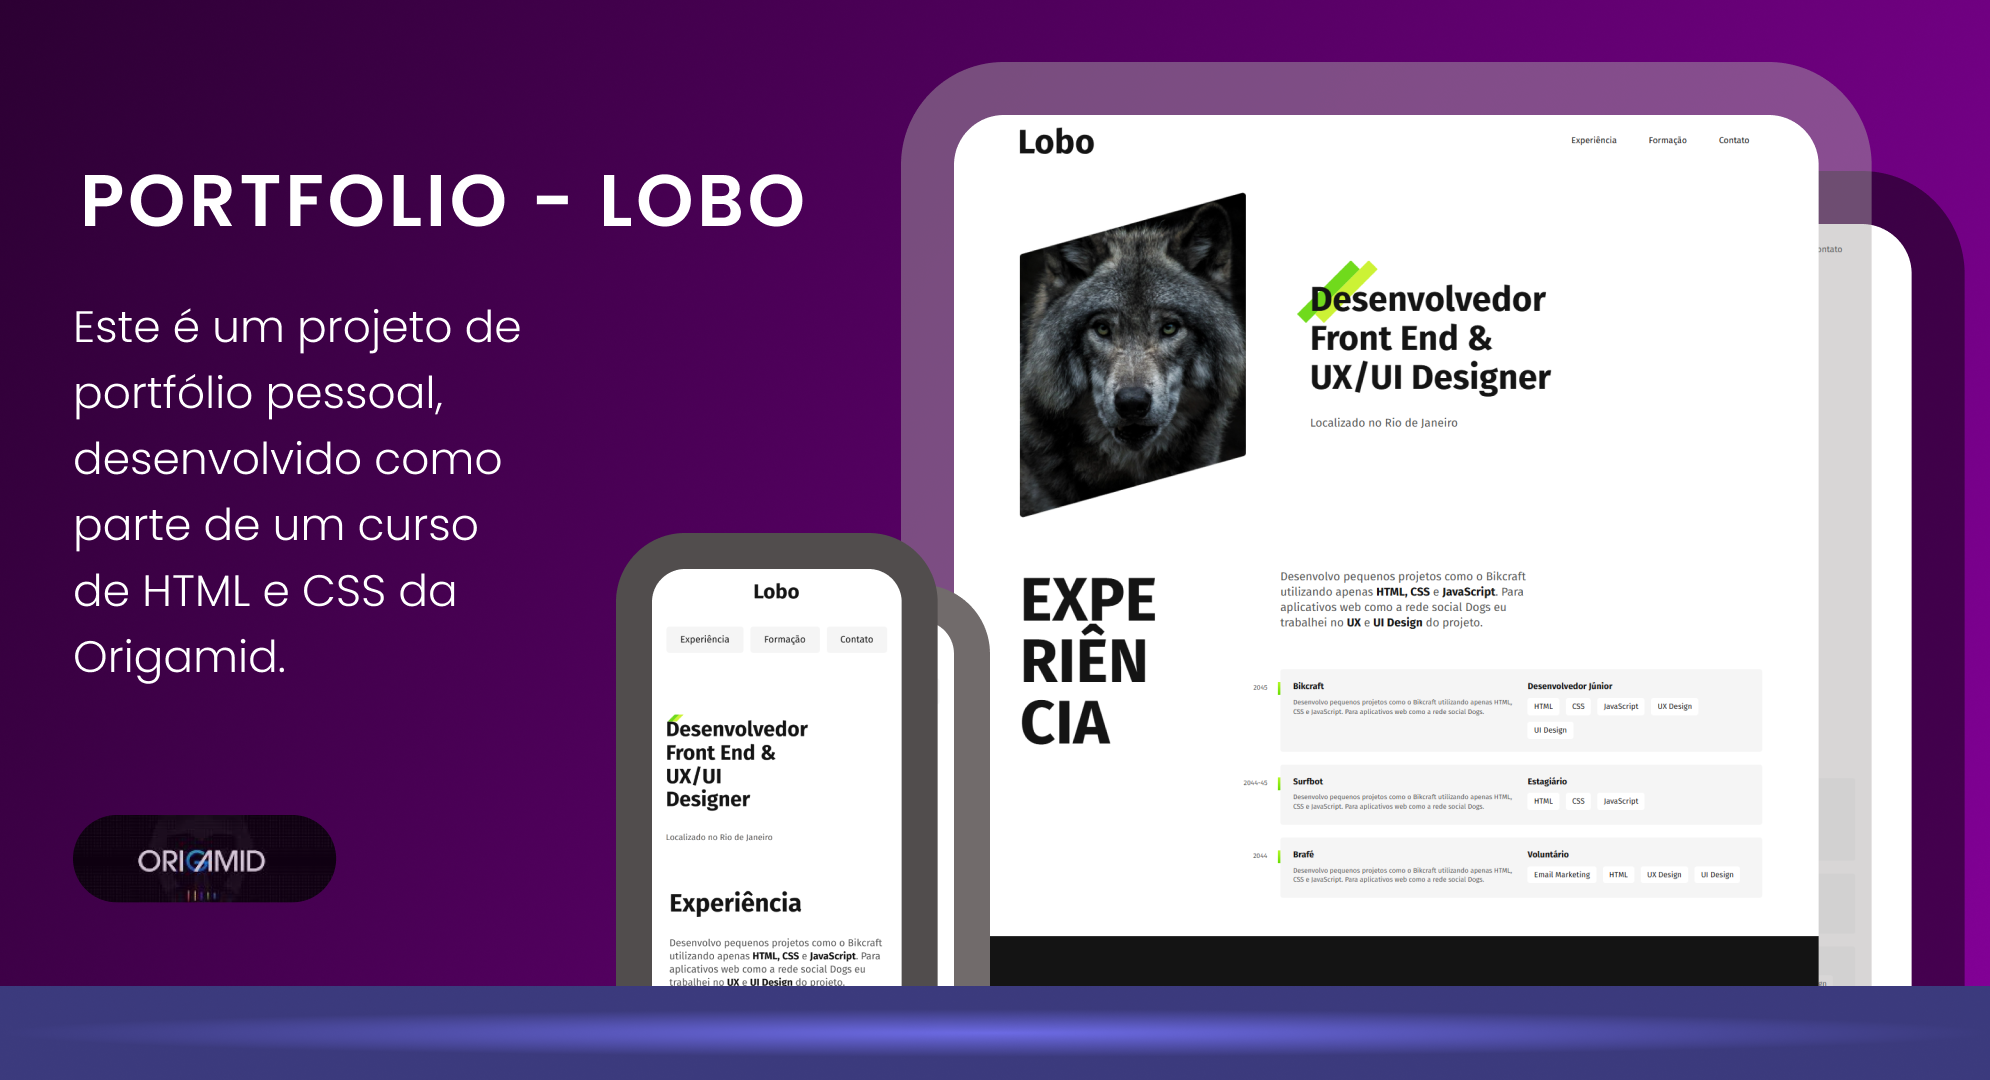 PORTFOLIO - LOBO
Este é um projeto de
portfólio pessoal,
desenvolvido como
parte de um curso
de HTML e CSS da
Origamid.
ORIGAMID
Lobo
Experiência Formação Contato
Desenvolvedor
Front End &
UX/UI
Designer
Localizado no Rio de Janeiro
Experiência
Desenvolvo pequenos projetos como o Bikcraft
utilizando apenas HTML, CSS e JavaScript. Para
aplicativos web como a rede social Dogs eu
trabalhei no UX e UI Design do projeto.
Lobo
Experiência Formação Contato
Desenvolvedor
Front End &
UX/UI Designer
Localizado no Rio de Janeiro
EXPE
RIÊN
CIA
Desenvolvo pequenos projetos como o Bikcraft
utilizando apenas HTML, CSS e JavaScript. Para
aplicativos web como a rede social Dogs eu
trabalhei no UX e UI Design do projeto.
2045
Bikcraft
Desenvolvo pequenos projetos como o Bikcraft utilizando apenas HTML,
CSS e JavaScript. Para aplicativos web como a rede social Dogs.
Desenvolvedor Júnior
HTML CSS JavaScript UX Design
UI Design
2044-45
Surfbot
Desenvolvo pequenos projetos como o Bikcraft utilizando apenas HTML,
CSS e JavaScript. Para aplicativos web como a rede social Dogs.
Estagiário
HTML CSS JavaScript
2044
Brafé
Desenvolvo pequenos projetos como o Bikcraft utilizando apenas HTML,
CSS e JavaScript. Para aplicativos web como a rede social Dogs.
Voluntário
Email Marketing HTML UX Design UI Design
ontato
gn